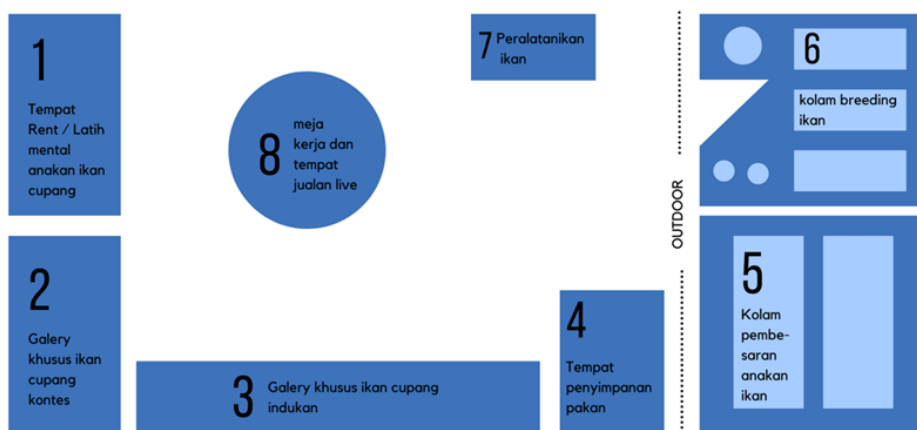 1
Tempat
Rent / Latih
mental
anakan ikan
cupang
2
Galery
khusus ikan
cupang
kontes
3
Galery khusus ikan cupang
indukan
4
Tempat
penyimpanan
pakan
5
Kolam
pembe-
saran
anakan
ikan
6
kolam breeding
ikan
7
Peralatanikan
ikan
8
meja
kerja dan
tempat
jualan live
OUTDOOR